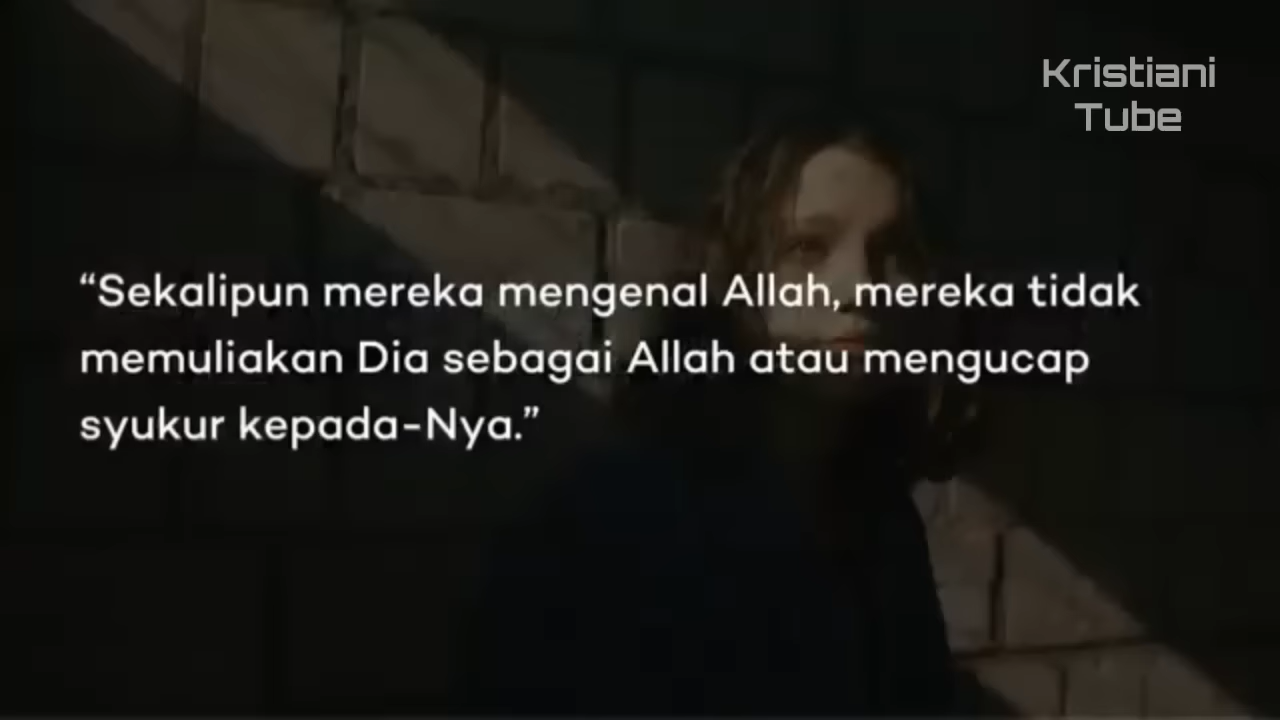 Kristiani
Tube
“Sekalipun mereka mengenal Allah, mereka tidak
memuliakan Dia sebagai Allah atau mengucap
syukur kepada-Nya.”